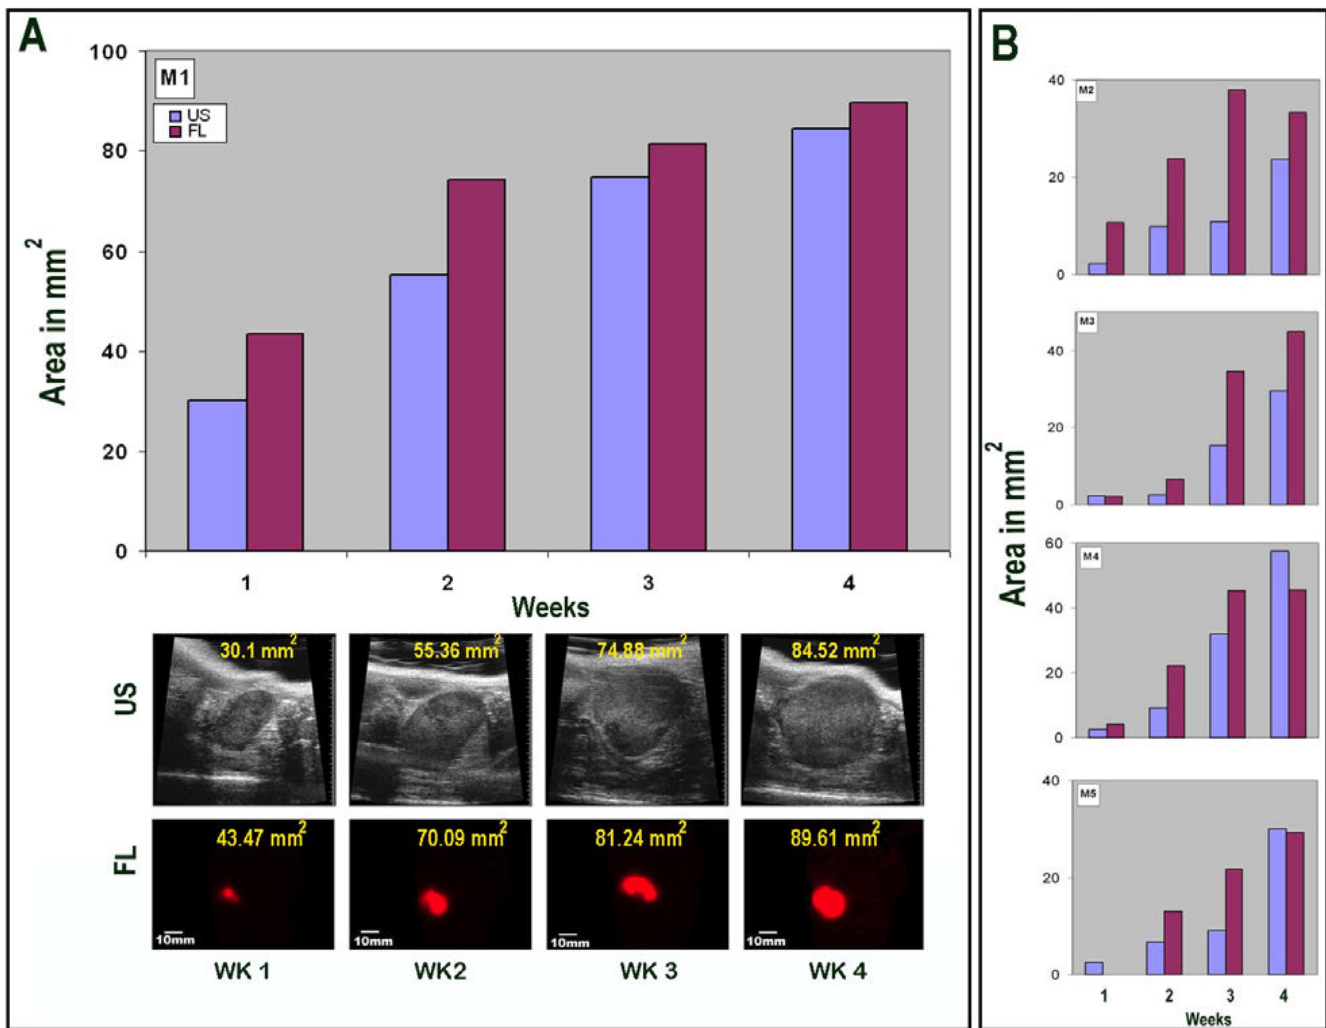 A
M1
US
FL
100
80
60
40
20
0
Area in mm²
1 2 3 4
Weeks
US
30.1 mm² 55.36 mm² 74.88 mm² 84.52 mm²
FL
43.47 mm² 70.09 mm² 81.24 mm² 89.61 mm²
10mm 10mm 10mm 10mm
WK 1 WK2 WK 3 WK 4
B
Area in mm²
M2
40
20
0
M3
40
20
0
M4
60
40
20
0
M5
40
20
0
1 2 3 4
Weeks